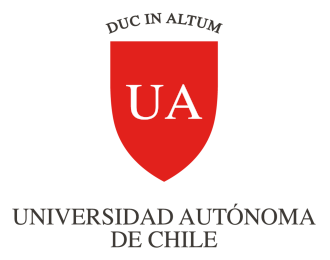 DUC IN ALTUM
UA
UNIVERSIDAD AUTÓNOMA
DE CHILE